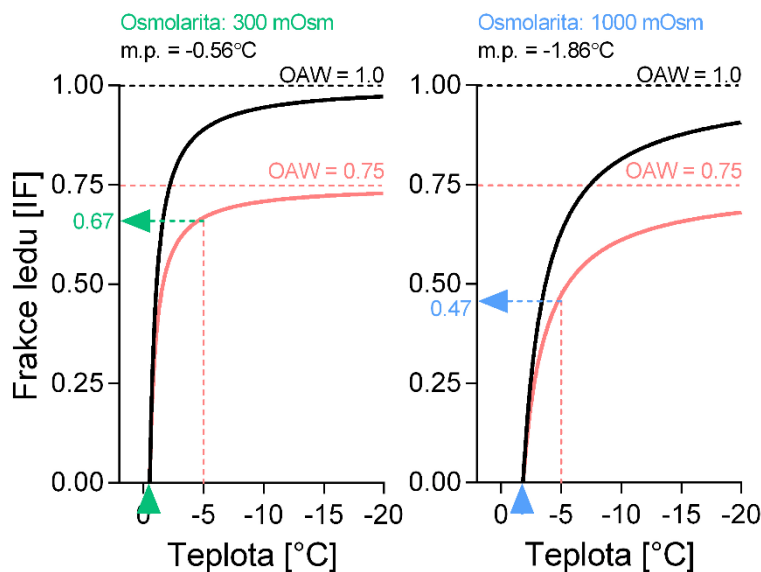 Osmolarita: 300 mOsm
m.p. = -0.56°C
OAW = 1.0
1.00
OAW = 0.75
0.75
0.67
0.50
0.25
0.00
Frakce ledu [IF]
0 -5 -10 -15 -20
Teplota [°C]
Osmolarita: 1000 mOsm
m.p. = -1.86°C
OAW = 1.0
1.00
OAW = 0.75
0.75
0.50
0.47
0.25
0.00
0 -5 -10 -15 -20
Teplota [°C]